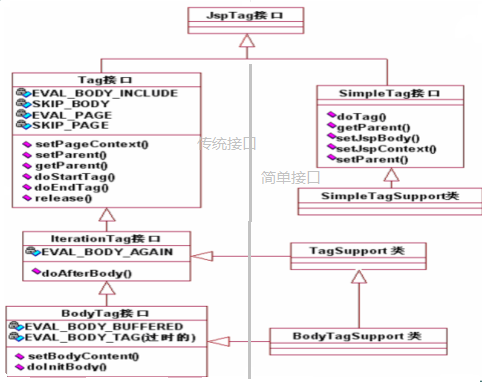 JspTag接口
Tag接口
EVAL_BODY_INCLUDE
SKIP_BODY
EVAL_PAGE
SKIP_PAGE
setPageContext()
setParent()
getParent()
doStartTag()
doEndTag()
release()
SimpleTag接口
doTag()
getParent()
setJspBody()
setJspContext()
setParent()
传统接口
简单接口
SimpleTagSupport类
IterationTag接口
EVAL_BODY_AGAIN
doAfterBody()
TagSupport 类
BodyTag接口
EVAL_BODY_BUFFERED
EVAL_BODY_TAG(过时的)
setBodyContent()
doInitBody()
BodyTagSupport 类